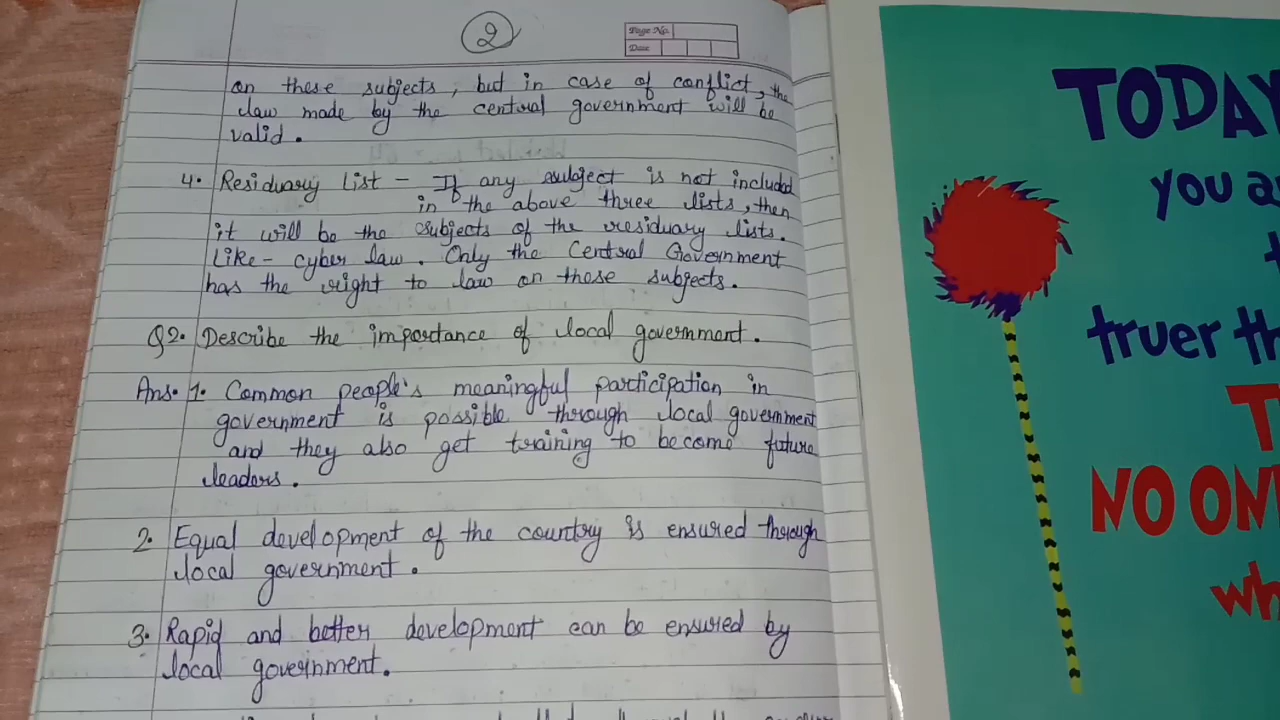 2
Page No.
Date
on these subjects, but in case of conflict, the
law made by the central government will be
valid.
4. Residuary List - If any subject is not included
in the above three lists, then
it will be the subjects of the residuary lists.
Like - cyber law. Only the Central Government
has the right to law on these subjects.
Q2. Describe the importance of local government.
Ans. 1. Common people's meaningful participation in
government is possible through local government
and they also get training to become future
leaders.
2. Equal development of the country is ensured through
local government.
3. Rapid and better development can be ensured by
local government.
TODAY
you a
t
truer th
T
NO ON
wh